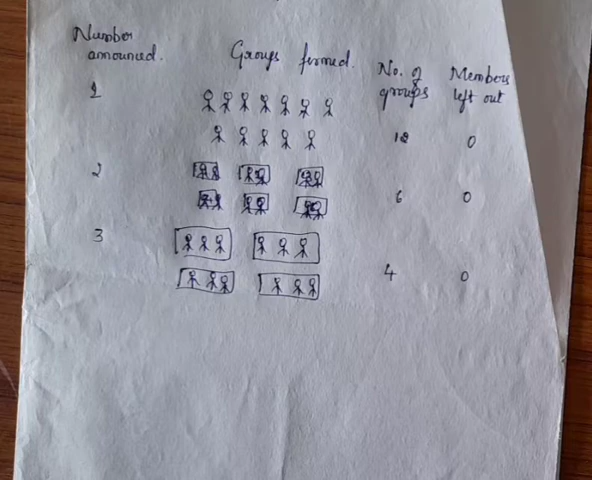 Number announced.
Groups formed.
No. of groups
Members left out
1
12
0
2
6
0
3
4
0